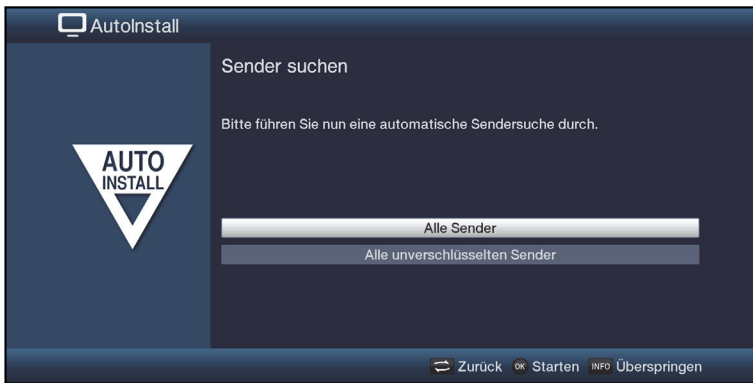 AutoInstall
Sender suchen
Bitte führen Sie nun eine automatische Sendersuche durch.
AUTO
INSTALL
Alle Sender
Alle unverschlüsselten Sender
Zurück OK Starten INFO Überspringen